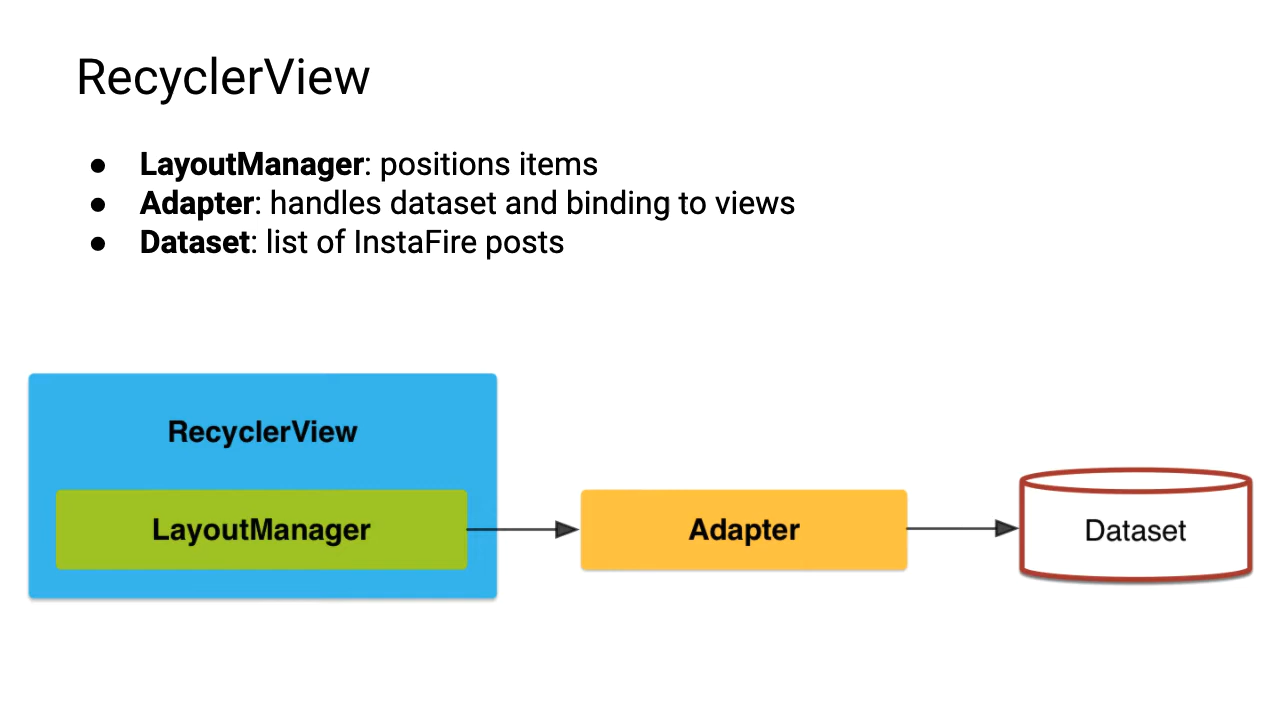 RecyclerView
● LayoutManager: positions items
● Adapter: handles dataset and binding to views
● Dataset: list of InstaFire posts
RecyclerView
LayoutManager
Adapter
Dataset